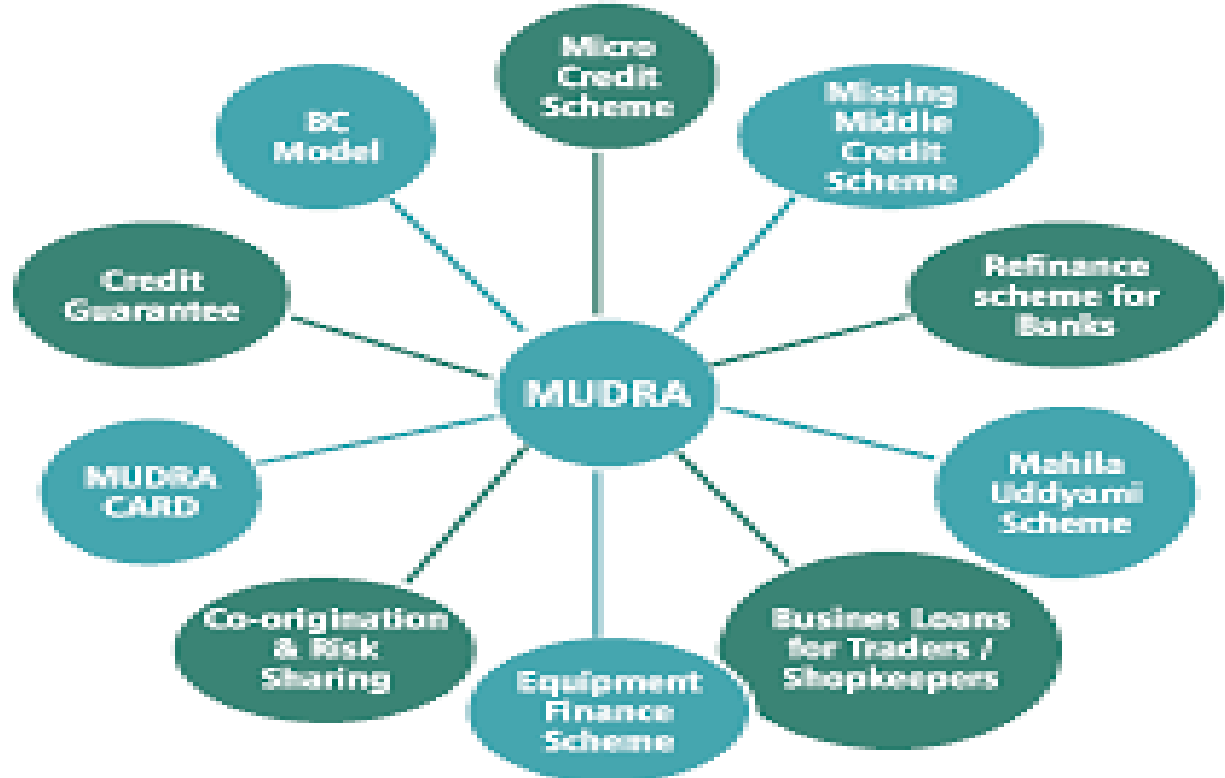 Micro
Credit
Scheme
Missing
Middle
Credit
Scheme
Refinance
scheme for
Banks
Mahila
Uddyami
Scheme
Busines Loans
for Traders /
Shopkeepers
Equipment
Finance
Scheme
Co-origination
& Risk
Sharing
MUDRA
CARD
Credit
Guarantee
BC
Model
MUDRA